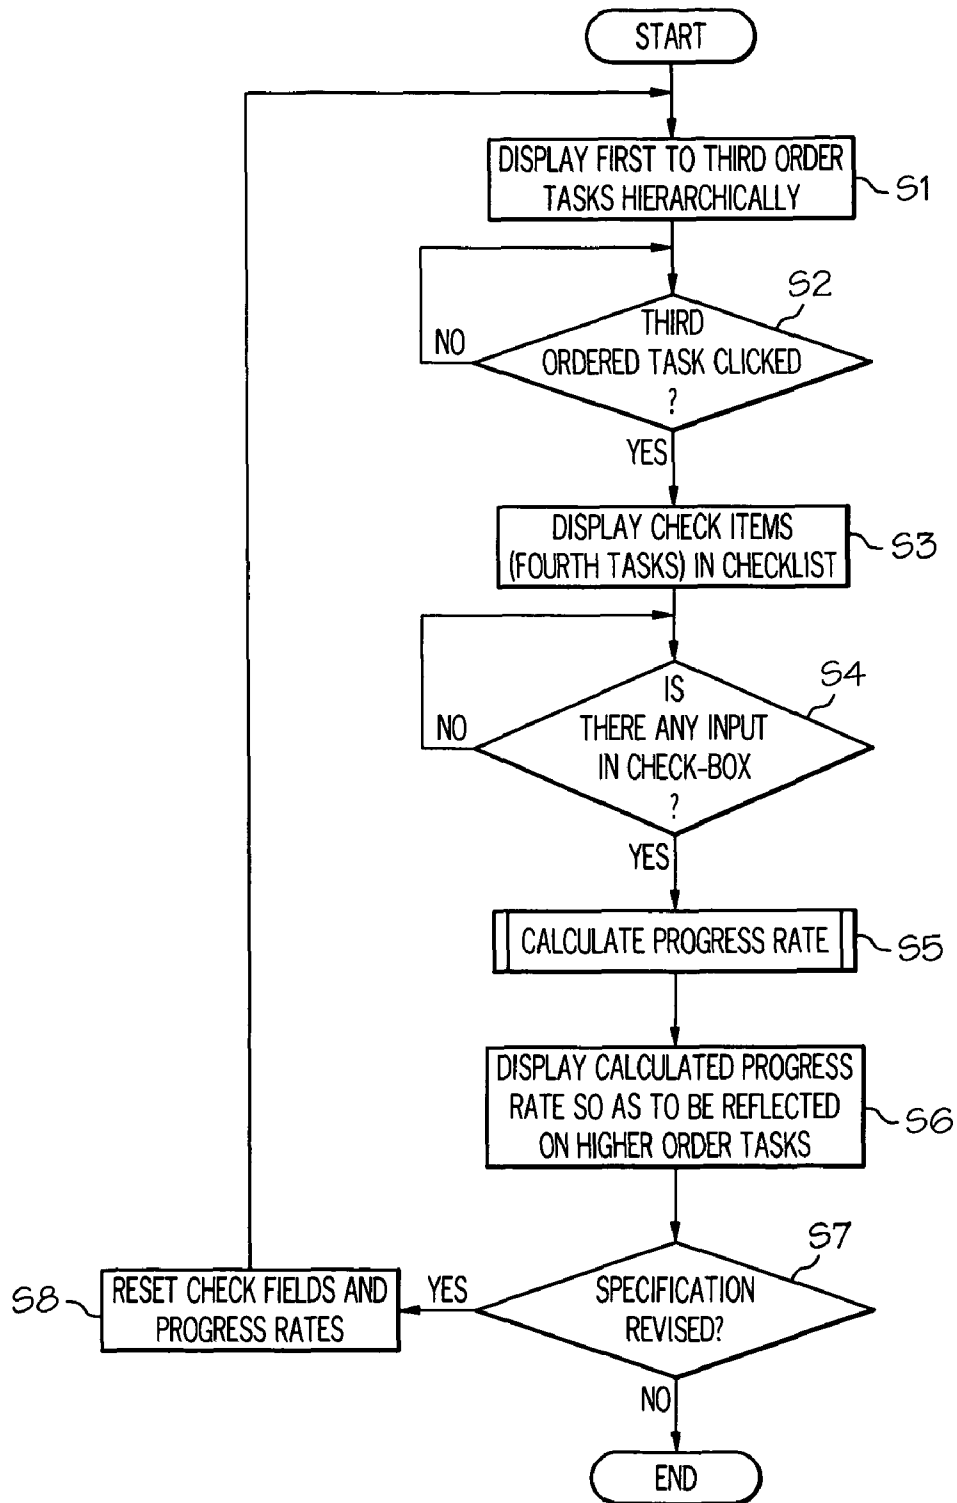 START
DISPLAY FIRST TO THIRD ORDER
TASKS HIERARCHICALLY
S1
S2
THIRD
ORDERED TASK CLICKED
?
NO
YES
DISPLAY CHECK ITEMS
(FOURTH TASKS) IN CHECKLIST
S3
S4
IS
THERE ANY INPUT
IN CHECK-BOX
?
NO
YES
CALCULATE PROGRESS RATE
S5
DISPLAY CALCULATED PROGRESS
RATE SO AS TO BE REFLECTED
ON HIGHER ORDER TASKS
S6
S7
SPECIFICATION
REVISED?
YES
S8
RESET CHECK FIELDS AND
PROGRESS RATES
NO
END